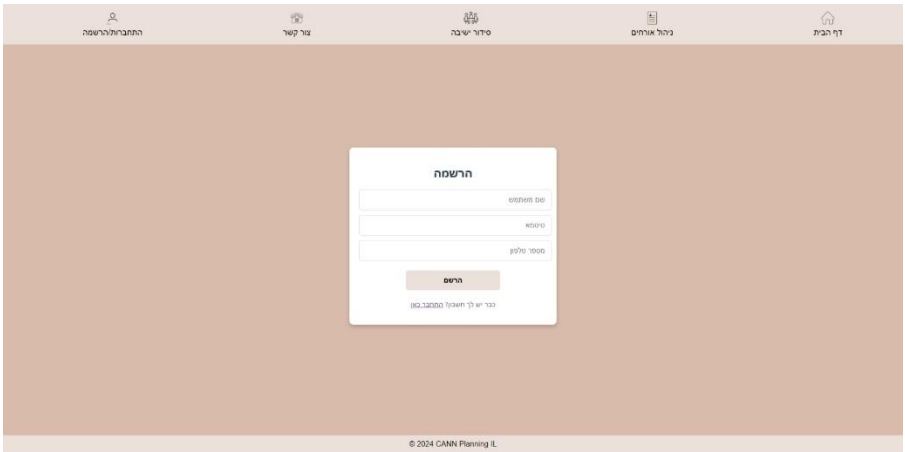 דף הבית
ניהול אורחים
סידור ישיבה
צור קשר
התחברות/הרשמה
הרשמה
שם משתמש
סיסמא
מספר טלפון
הרשם
כבר יש לך חשבון? התחבר כאן
© 2024 CANN Planning IL